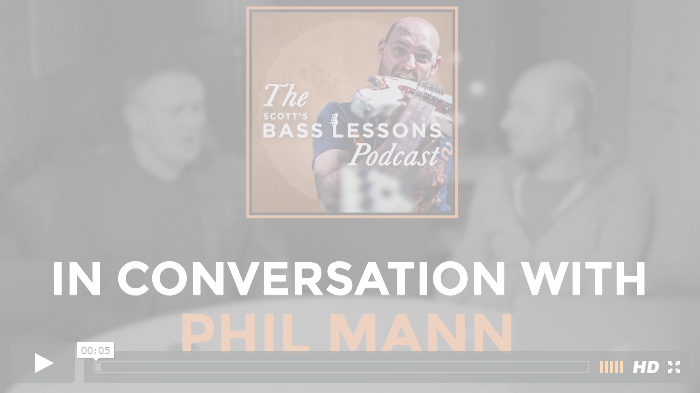 The
SCOTT'S
BASS LESSONS
Podcast
IN CONVERSATION WITH
PHIL MANN
00:05
HD